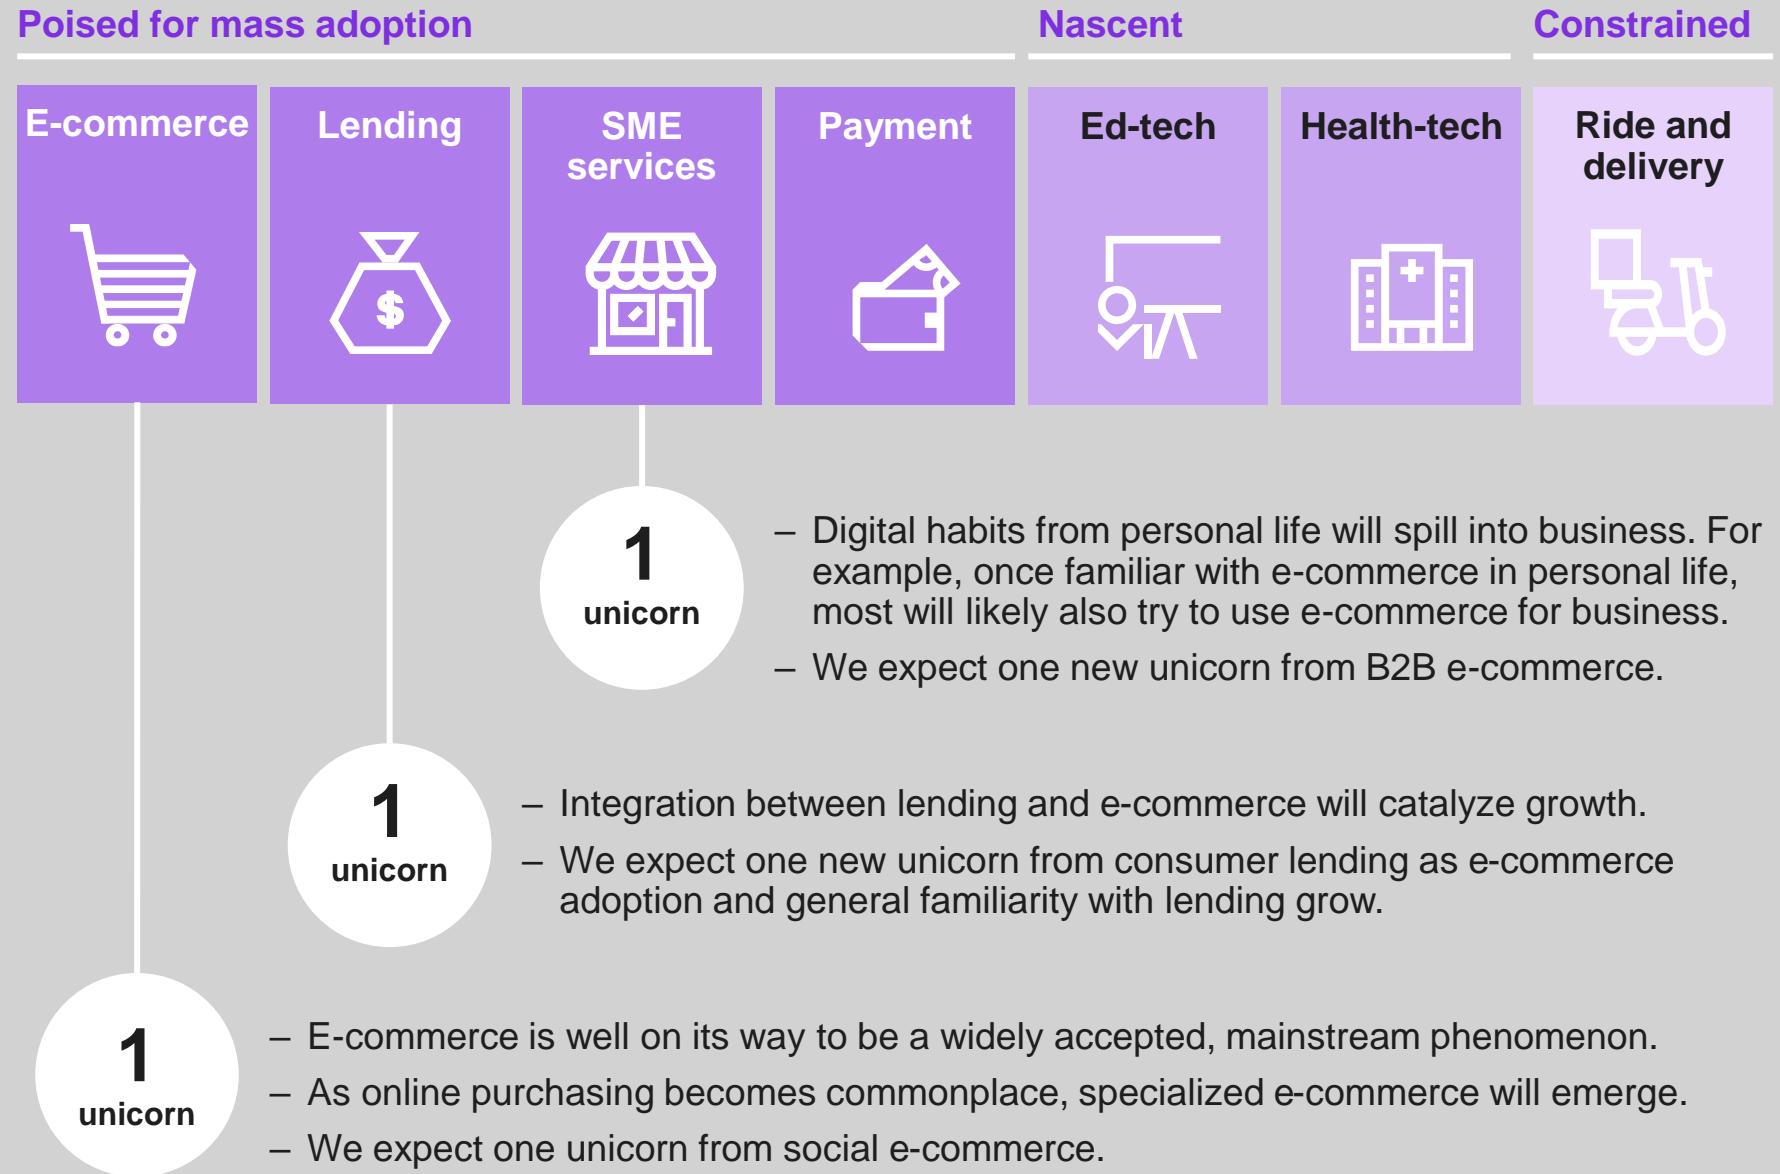 Poised for mass adoption
Nascent
Constrained
E-commerce
Lending
SME
services
Payment
Ed-tech
Health-tech
Ride and
delivery
$
1
unicorn
– Digital habits from personal life will spill into business. For
example, once familiar with e-commerce in personal life,
most will likely also try to use e-commerce for business.
– We expect one new unicorn from B2B e-commerce.
1
unicorn
– Integration between lending and e-commerce will catalyze growth.
– We expect one new unicorn from consumer lending as e-commerce
adoption and general familiarity with lending grow.
1
unicorn
– E-commerce is well on its way to be a widely accepted, mainstream phenomenon.
– As online purchasing becomes commonplace, specialized e-commerce will emerge.
– We expect one unicorn from social e-commerce.